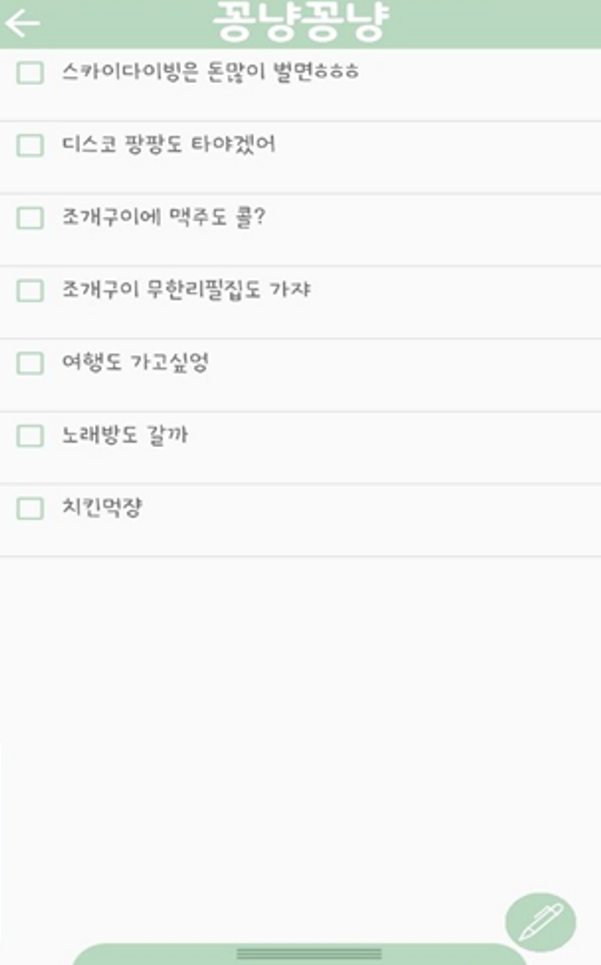 꽁냥꽁냥
스카이다이빙은 돈많이 벌면ㅎㅎㅎ
디스코 팡팡도 타야겠어
조개구이에 맥주도 콜?
조개구이 무한리필집도 가쟈
여행도 가고싶엉
노래방도 갈까
치킨먹쟝